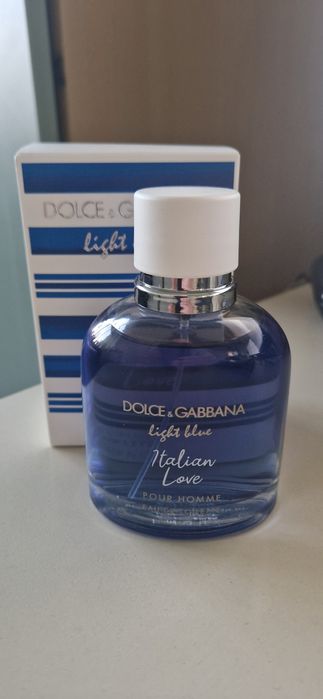 DOLCE & G
light
DOLCE & GABBANA
light blue
Italian
Love
POUR HOMME